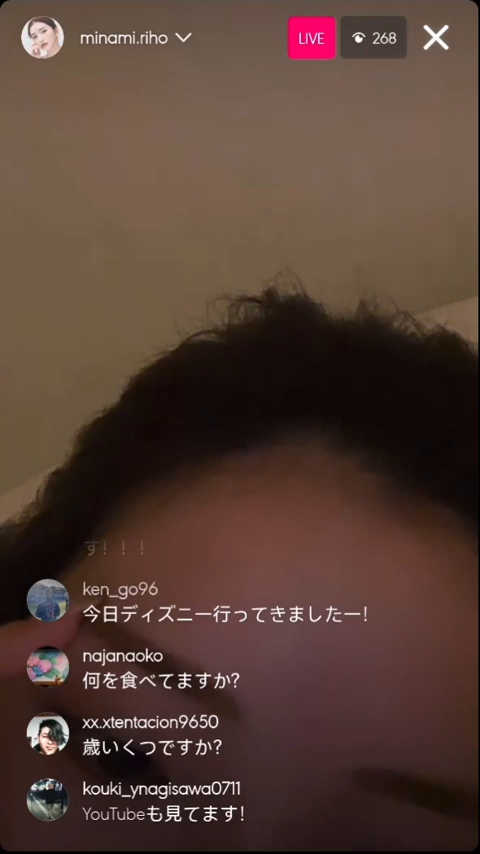 minami.riho
LIVE
268
す！！！
ken_go96
今日ディズニー行ってきましたー!
najanaoko
何を食べてますか?
xx.xtentacion9650
歳いくつですか?
kouki_ynagisawa0711
YouTubeも見てます!